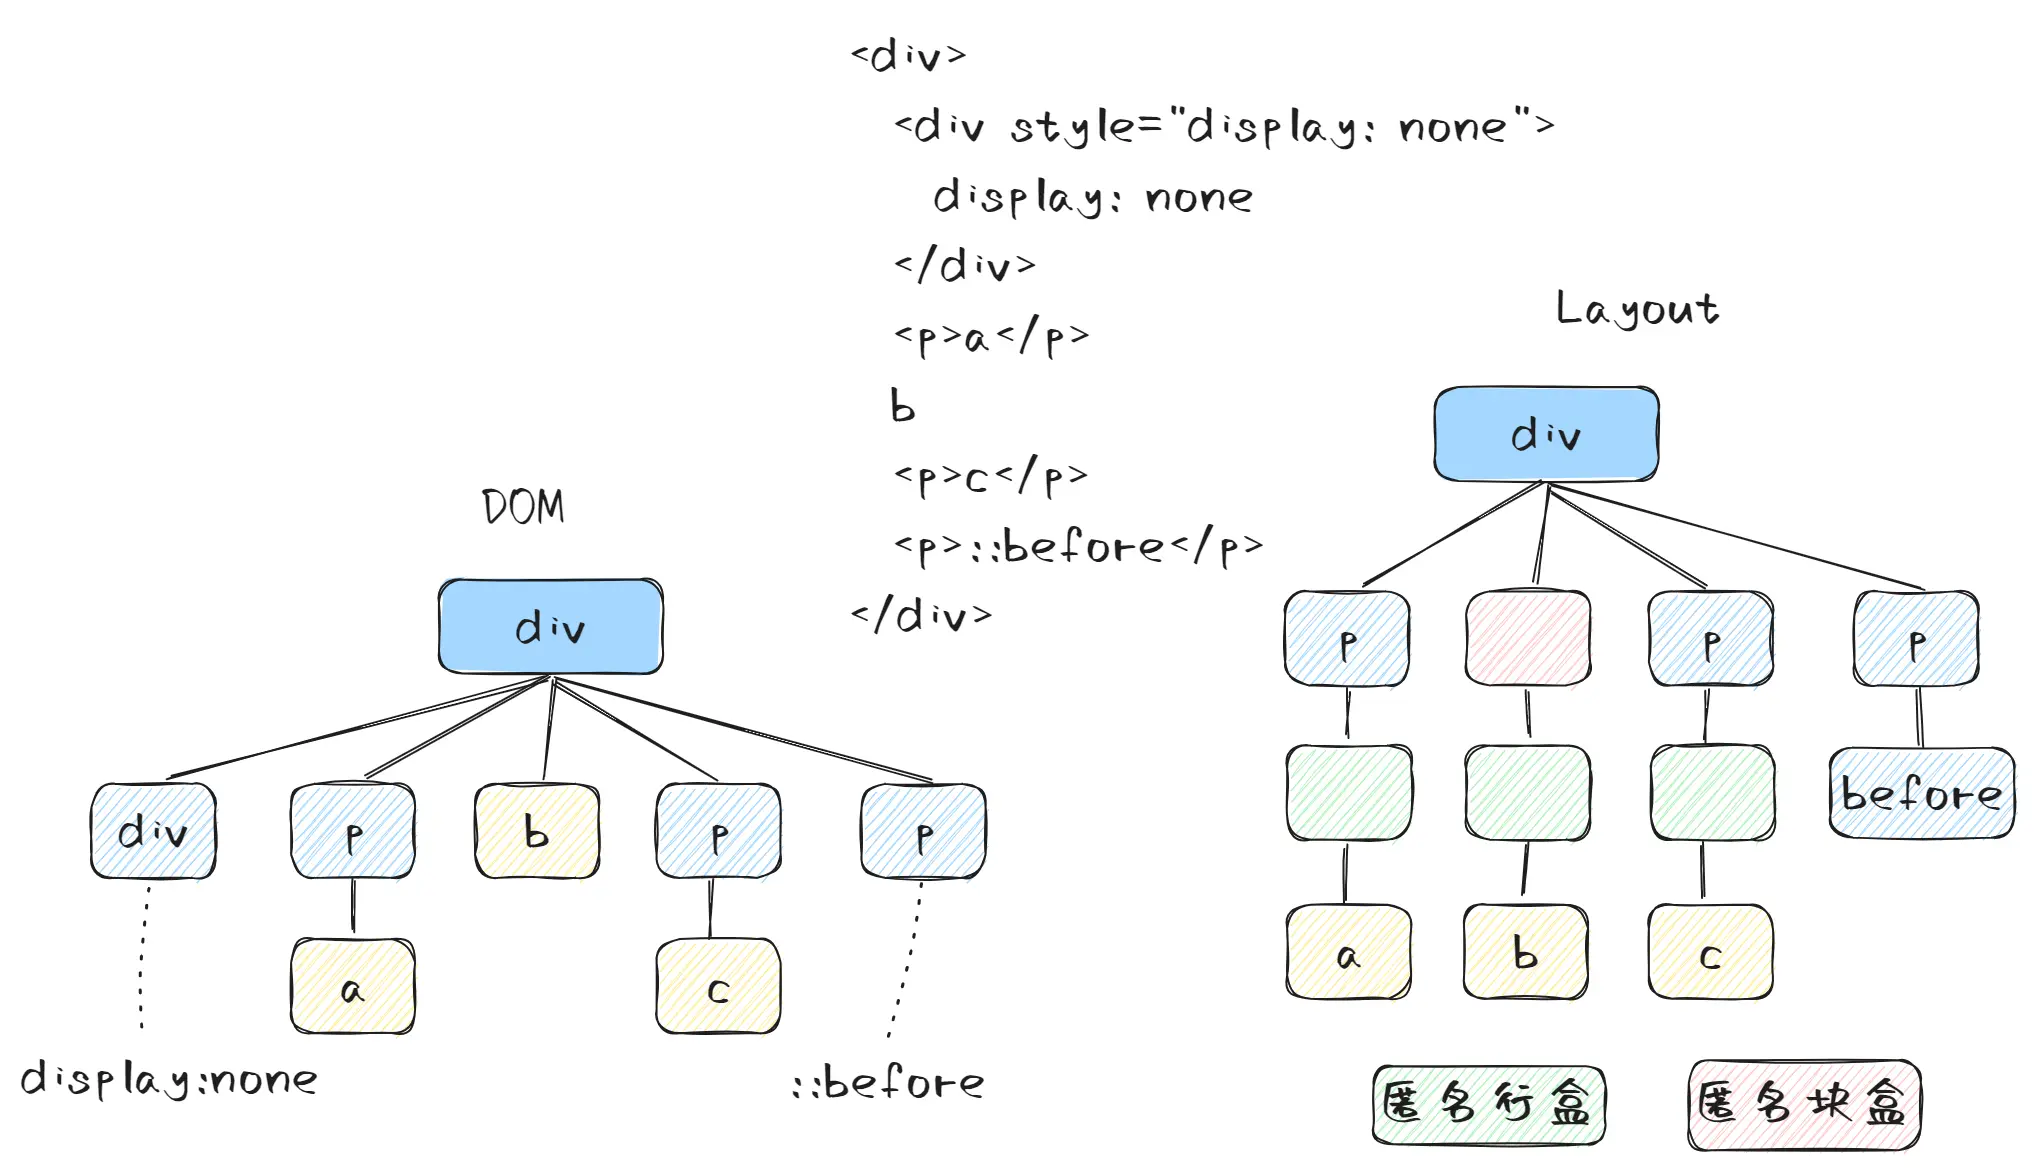 <div>
<div style="display: none">
display: none
</div>
<p>a</p>
b
<p>c</p>
<p>::before</p>
</div>
DOM
div
div
p
b
p
p
a
c
display:none
::before
Layout
div
p
p
p
before
a
b
c
匿名行盒
匿名块盒